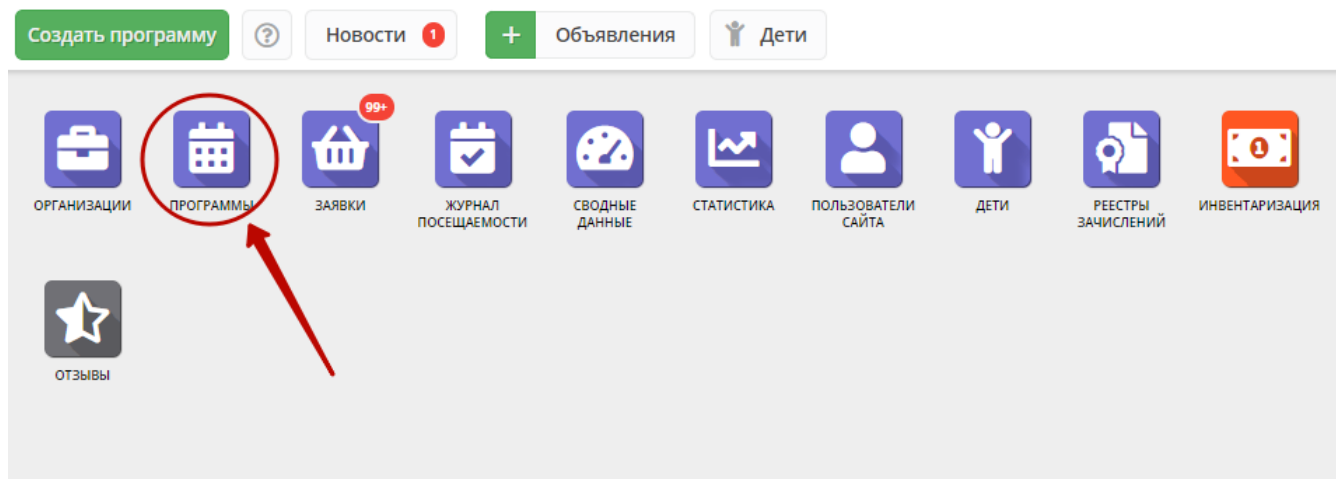 Создать программу ? Новости 1 + Объявления Дети
99+
1
ОРГАНИЗАЦИИ ПРОГРАММЫ ЗАЯВКИ ЖУРНАЛ ПОСЕЩАЕМОСТИ СВОДНЫЕ ДАННЫЕ СТАТИСТИКА ПОЛЬЗОВАТЕЛИ САЙТА ДЕТИ РЕЕСТРЫ ЗАЧИСЛЕНИЙ ИНВЕНТАРИЗАЦИЯ
ОТЗЫВЫ